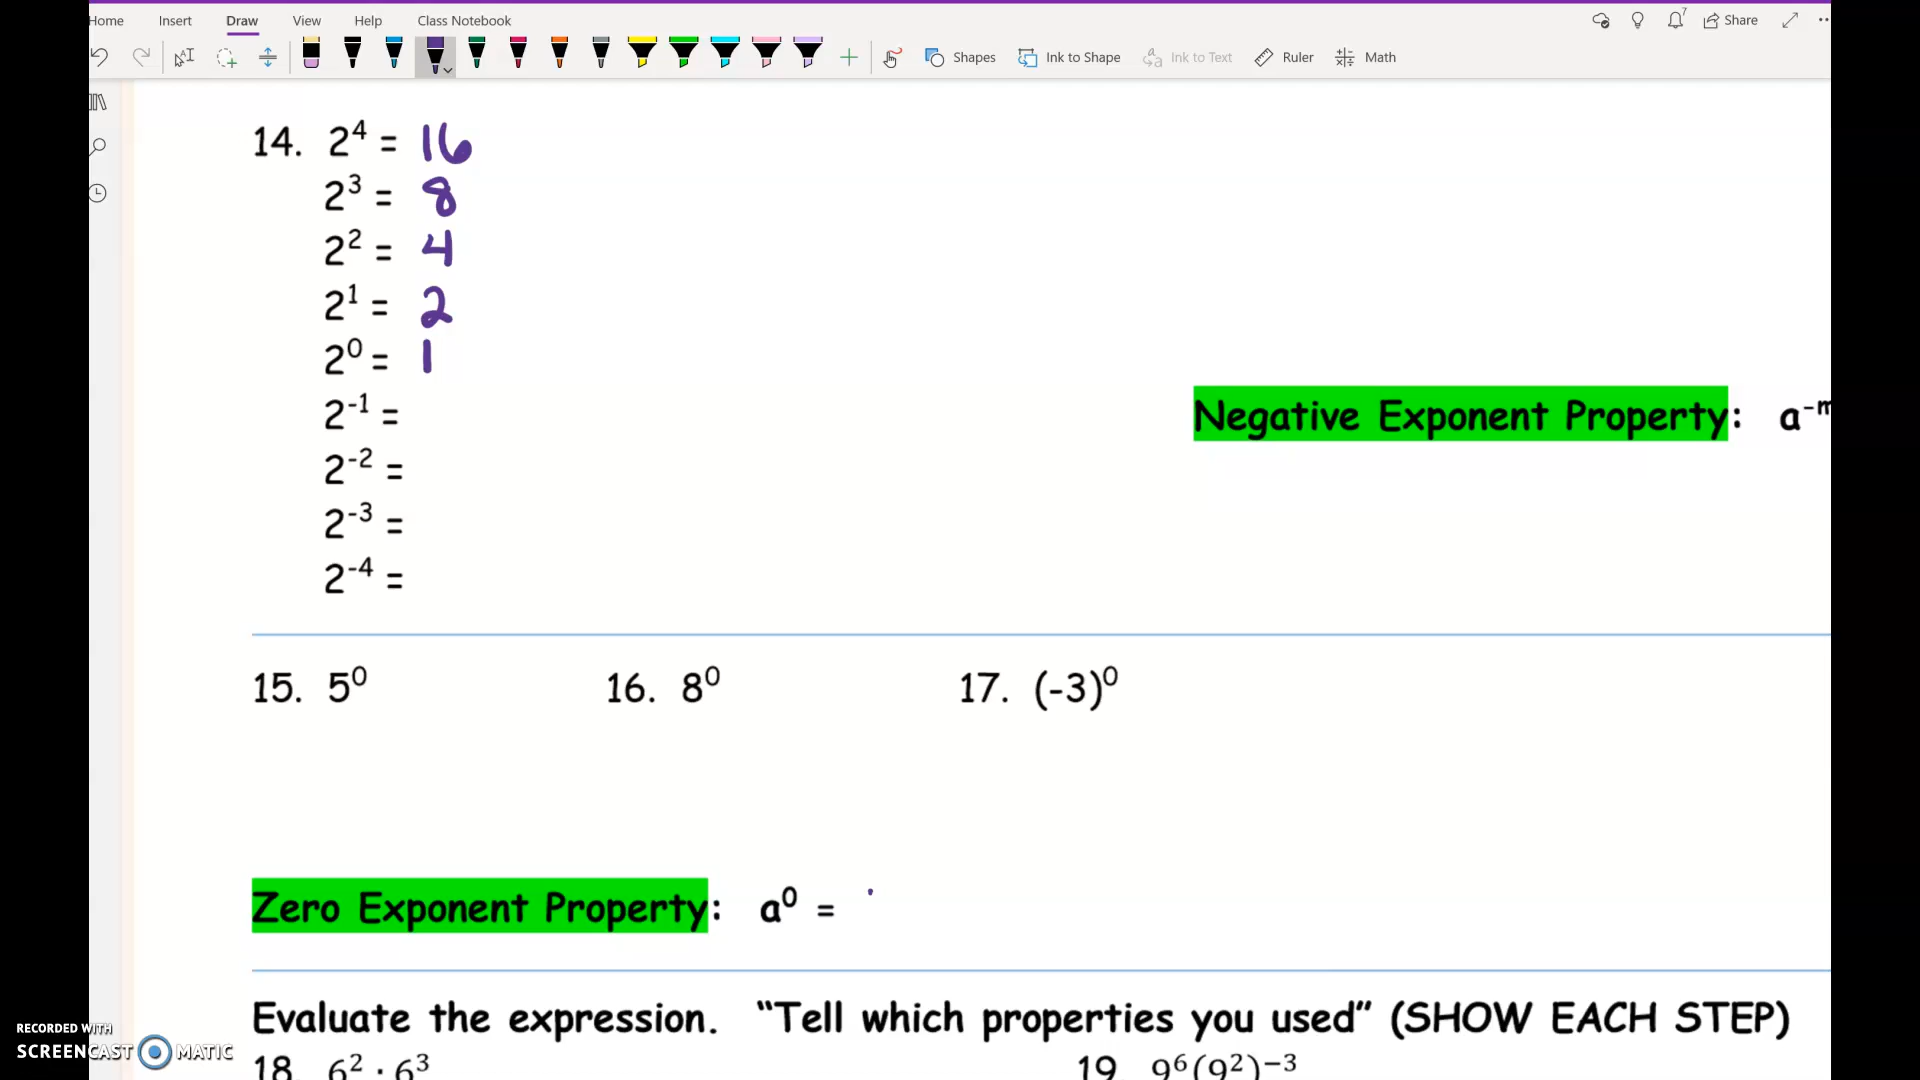 Home Insert Draw View Help Class Notebook
7 Share
Shapes Ink to Shape Ink to Text Ruler Math
14. 2⁴ = 16
2³ = 8
2² = 4
2¹ = 2
2⁰ = 1
2⁻¹ =
Negative Exponent Property: a⁻ᵐ
2⁻² =
2⁻³ =
2⁻⁴ =
15. 5⁰ 16. 8⁰ 17. (-3)⁰
Zero Exponent Property: a⁰ =
Evaluate the expression. “Tell which properties you used” (SHOW EACH STEP)
18. 6² · 6³ 19. 9⁶(9²)⁻³
RECORDED WITH
SCREENCAST MATIC